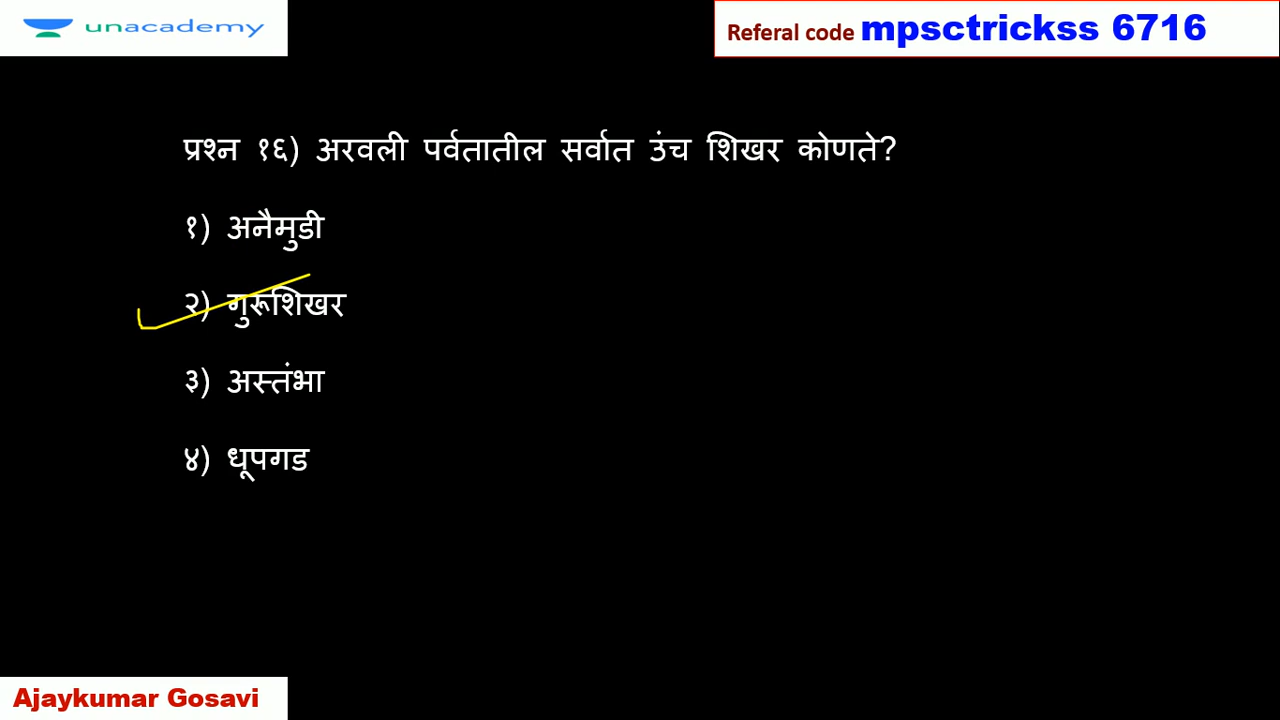 unacademy
Referal code mpsctrickss 6716
प्रश्न १६) अरवली पर्वतातील सर्वात उंच शिखर कोणते?
१) अनैमुडी
२) गुरूशिखर
३) अस्तंभा
४) धूपगड
Ajaykumar Gosavi